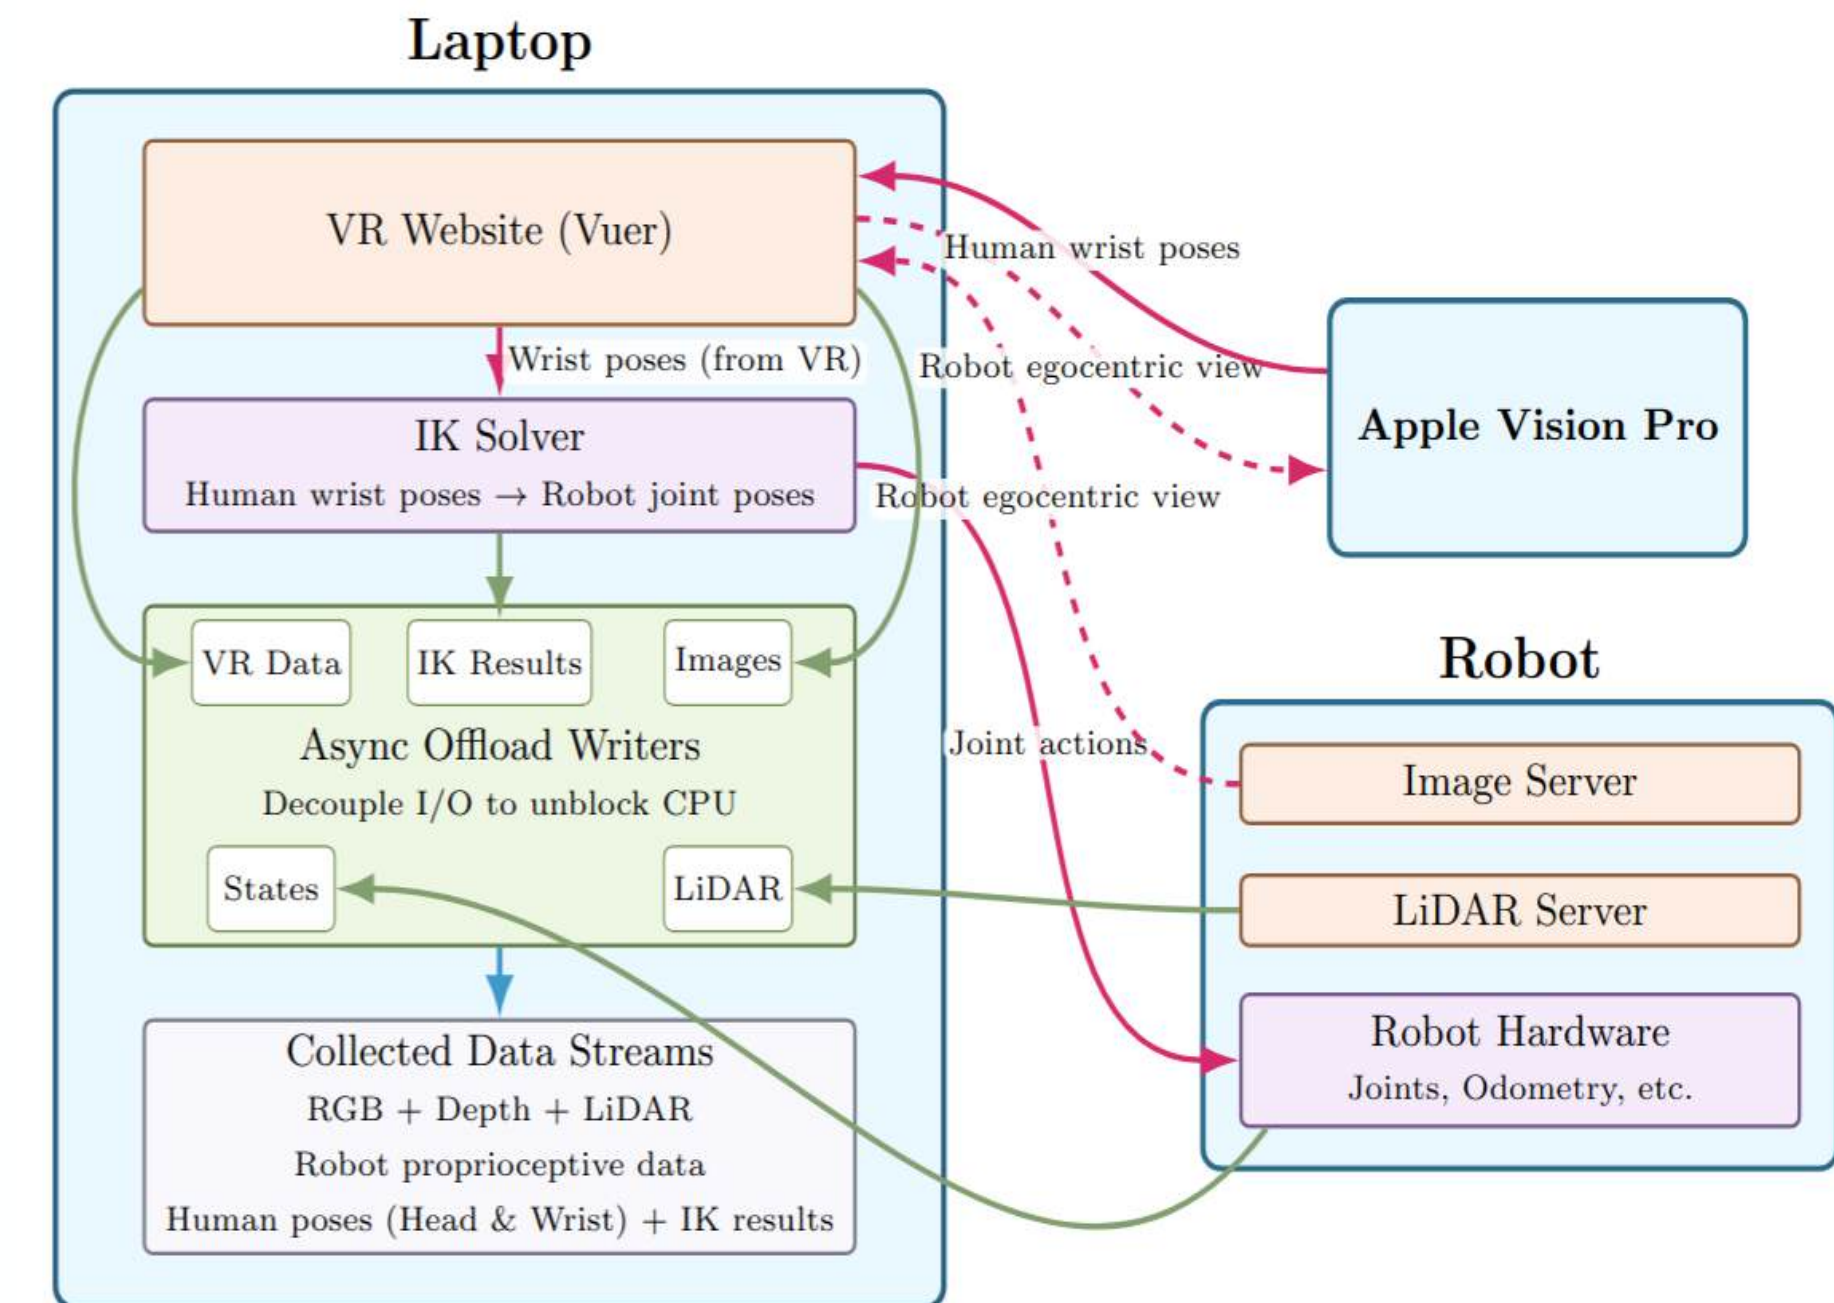 Laptop
VR Website (Vuer)
Human wrist poses
Wrist poses (from VR)
Robot egocentric view
Apple Vision Pro
IK Solver
Human wrist poses → Robot joint poses
Robot egocentric view
VR Data
IK Results
Images
Robot
Async Offload Writers
Joint actions
Decouple I/O to unblock CPU
Image Server
States
LiDAR
LiDAR Server
Collected Data Streams
RGB + Depth + LiDAR
Robot proprioceptive data
Human poses (Head & Wrist) + IK results
Robot Hardware
Joints, Odometry, etc.